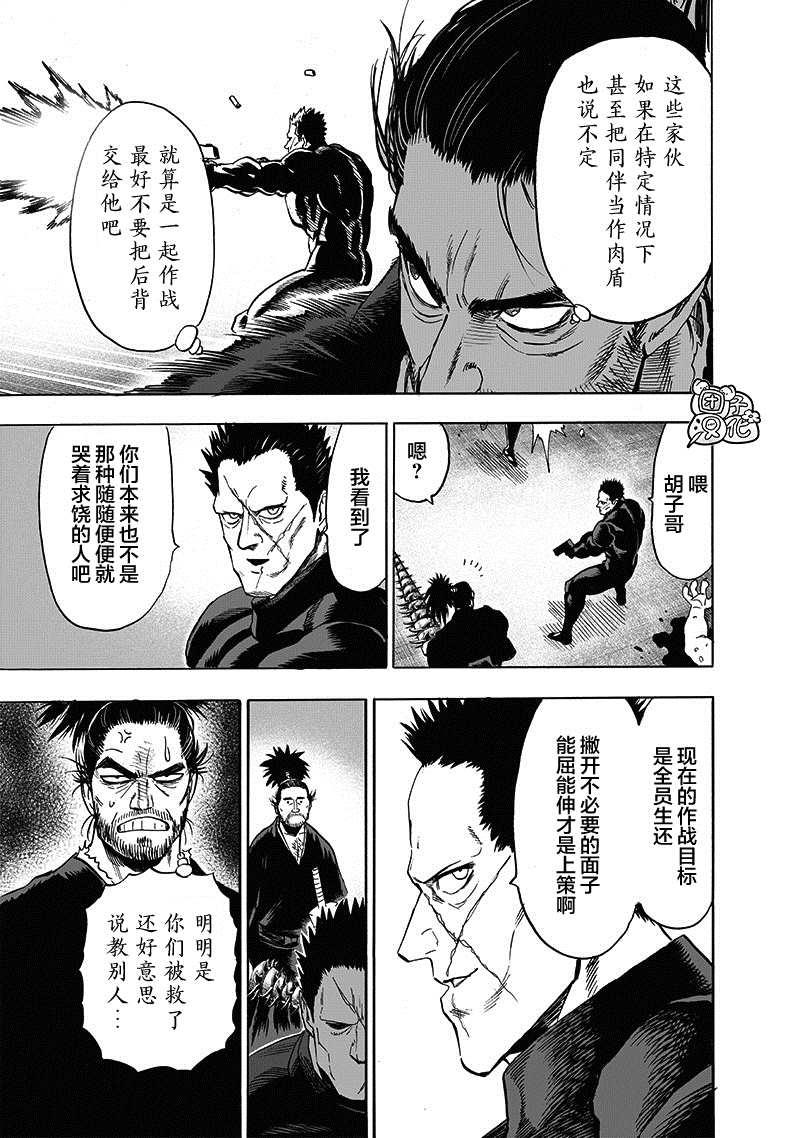 这些家伙
如果在特定情况下
甚至把同伴当作肉盾
也说不定
就算是一起作战
最好不要把后背
交给他吧
团子
汉化
喂
胡子哥
嗯？
我看到了
你们本来也不是
那种随随便便就
哭着求饶的人吧
现在的作战目标
是全员生还
撇开不必要的面子
能屈能伸才是上策啊
明明是
你们被救了
还好意思
说教别人…